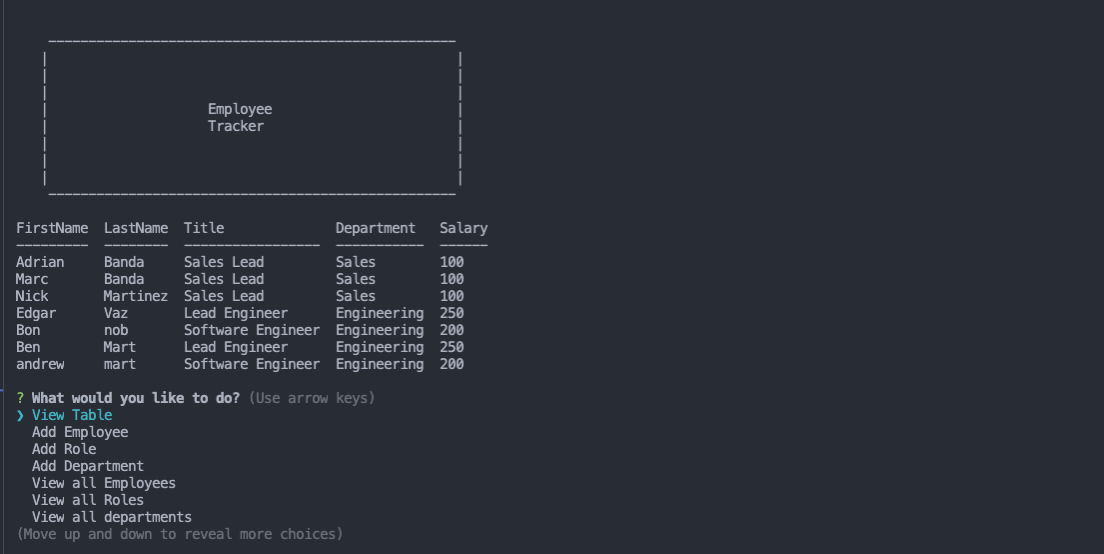 Employee
Tracker
FirstName  LastName  Title              Department   Salary
---------  --------  -----------------  -----------  ------
Adrian     Banda     Sales Lead         Sales        100
Marc       Banda     Sales Lead         Sales        100
Nick       Martinez  Sales Lead         Sales        100
Edgar      Vaz       Lead Engineer      Engineering  250
Bon        nob       Software Engineer  Engineering  200
Ben        Mart      Lead Engineer      Engineering  250
andrew     mart      Software Engineer  Engineering  200
? What would you like to do? (Use arrow keys)
❯ View Table
Add Employee
Add Role
Add Department
View all Employees
View all Roles
View all departments
(Move up and down to reveal more choices)